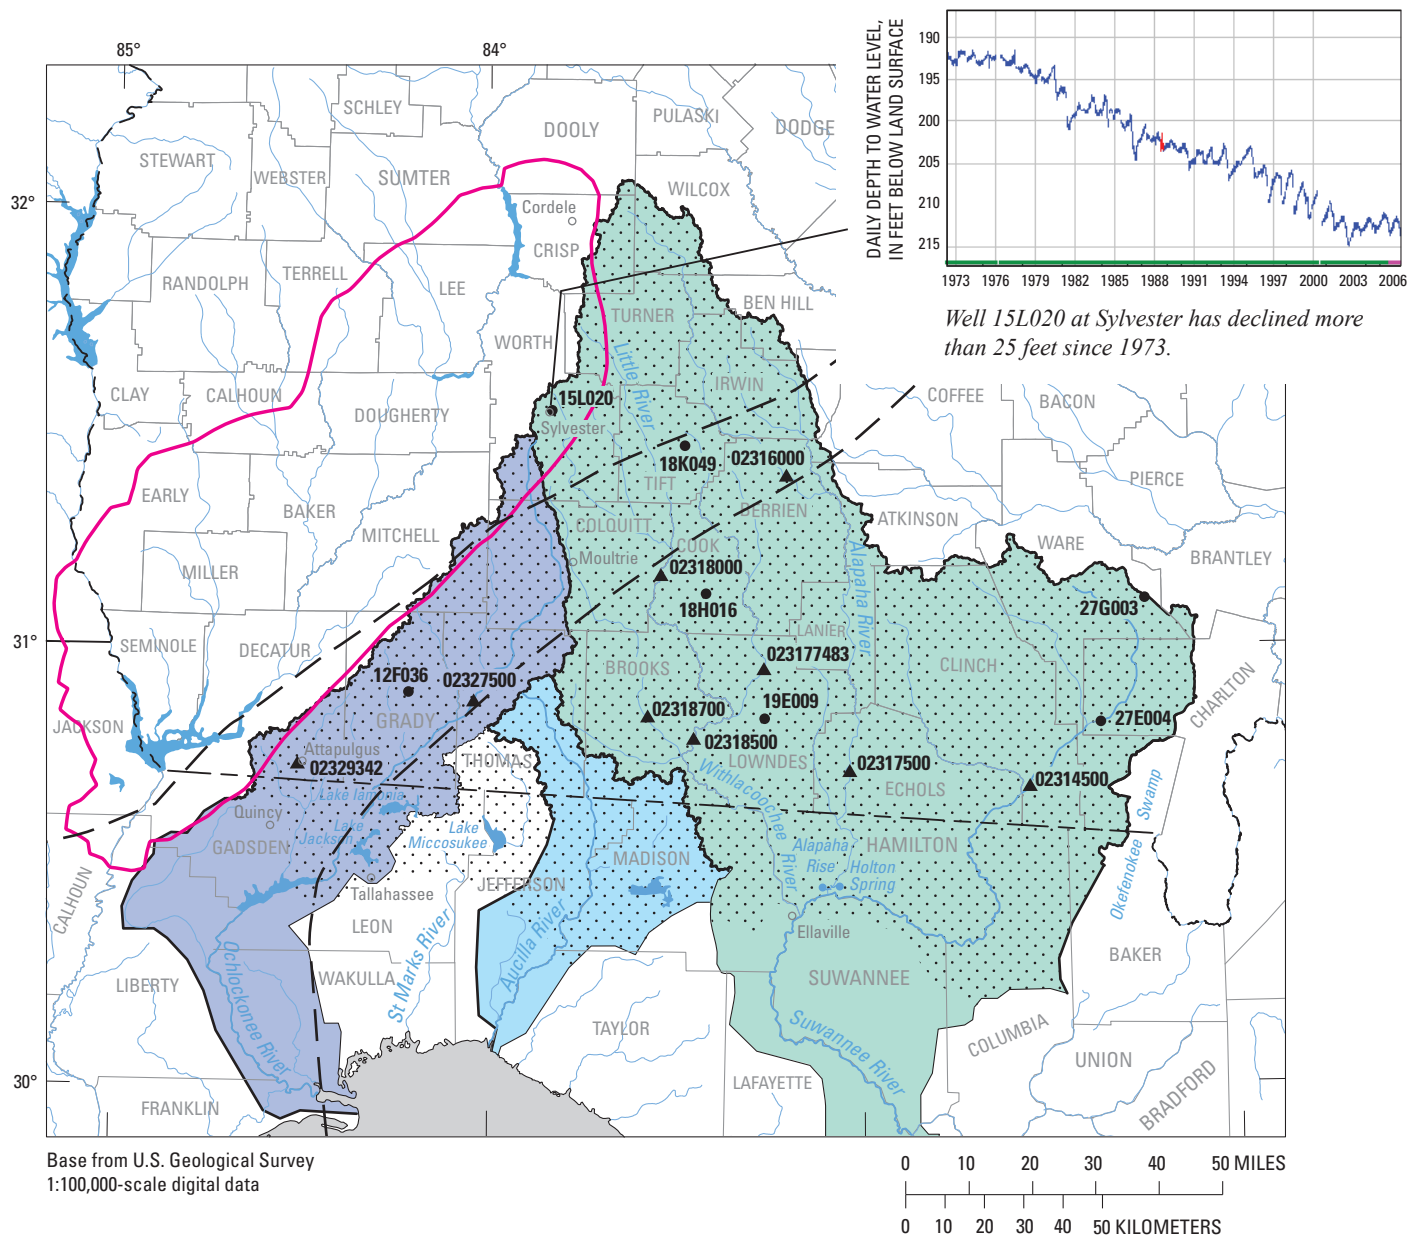 85°
84°
32°
31°
30°
DAILY DEPTH TO WATER LEVEL,
IN FEET BELOW LAND SURFACE
190
195
200
205
210
215
1973 1976 1979 1982 1985 1988 1991 1994 1997 2000 2003 2006
Well 15L020 at Sylvester has declined more
than 25 feet since 1973.
SCHLEY
DOOLY
PULASKI
DODGE
STEWART
WEBSTER
SUMTER
WILCOX
Cordele
CRISP
RANDOLPH
TERRELL
LEE
BEN HILL
TURNER
WORTH
Little River
IRWIN
CLAY
CALHOUN
DOUGHERTY
COFFEE
BACON
15L020
Sylvester
18K049
02316000
TIFT
PIERCE
EARLY
BAKER
MITCHELL
COLQUITT
BERRIEN
ATKINSON
WARE
BRANTLEY
COOK
Moultrie
Alapaha River
MILLER
02318000
18H016
27G003
SEMINOLE
DECATUR
LANIER
BROOKS
023177483
CLINCH
CHARLTON
12F036
02327500
GRADY
02318700
19E009
27E004
JACKSON
Attapulgus
02329342
THOMAS
02318500
LOWNDES
02317500
ECHOLS
02314500
Lake Iamonia
Withlacoochee River
Okefenokee Swamp
Quincy
GADSDEN
Lake
Jackson
Lake
Miccosukee
MADISON
Alapaha
Rise
Holton
Spring
HAMILTON
CALHOUN
Tallahassee
JEFFERSON
LEON
Ellaville
Aucilla River
St Marks River
BAKER
LIBERTY
WAKULLA
SUWANNEE
Ochlockonee River
TAYLOR
Suwannee River
COLUMBIA
UNION
BRADFORD
LAFAYETTE
FRANKLIN
Base from U.S. Geological Survey
1:100,000-scale digital data
0 10 20 30 40 50 MILES
0 10 20 30 40 50 KILOMETERS